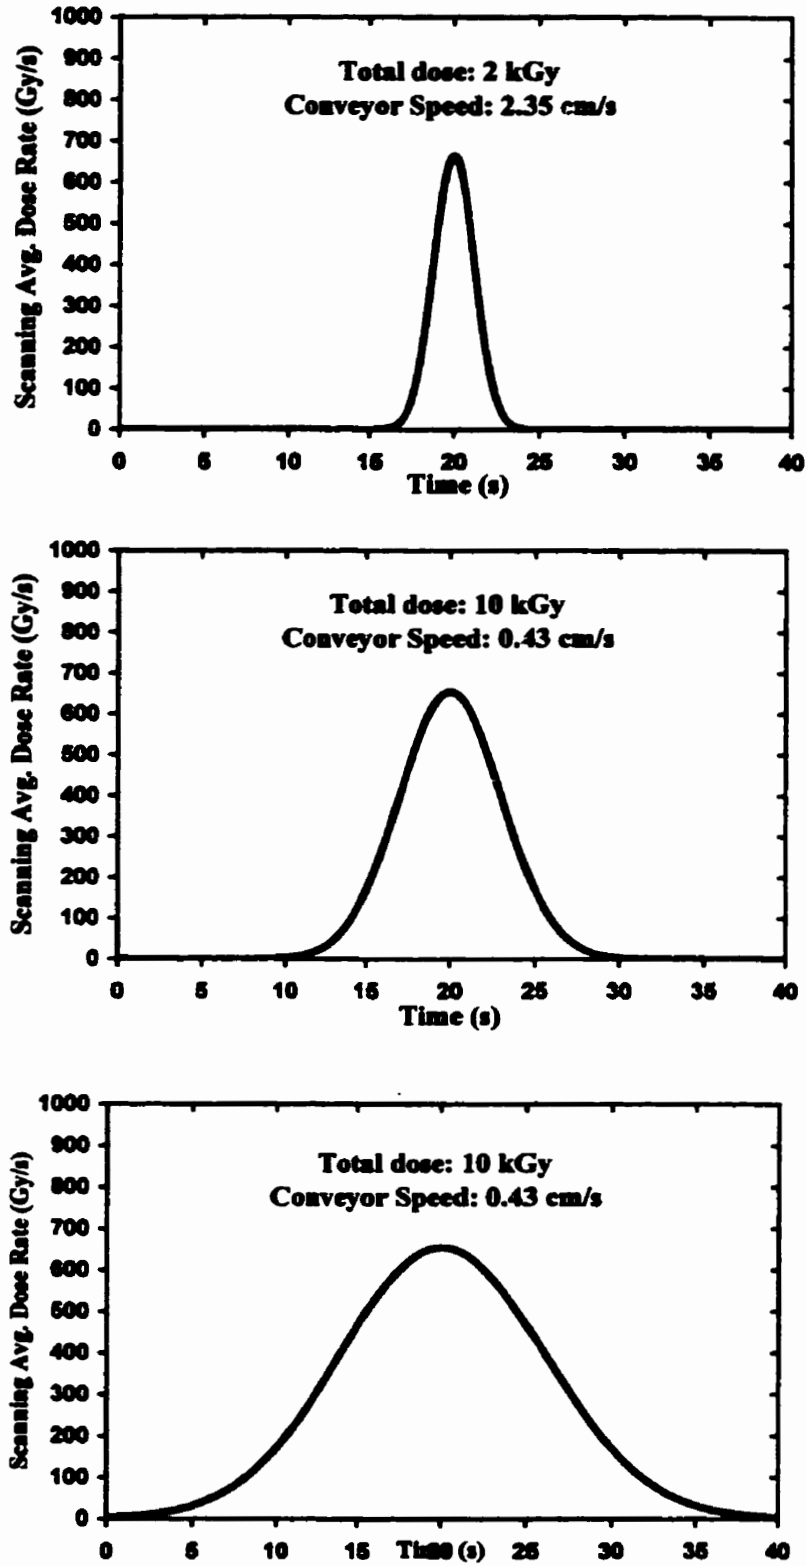 1000
900
800
700
600
500
400
300
200
100
0
Scanning Avg. Dose Rate (Gy/s)
Total dose: 2 kGy
Conveyor Speed: 2.35 cm/s
0 5 10 15 20 25 30 35 40
Time (s)
1000
900
800
700
600
500
400
300
200
100
0
Scanning Avg. Dose Rate (Gy/s)
Total dose: 10 kGy
Conveyor Speed: 0.43 cm/s
0 5 10 15 20 25 30 35 40
Time (s)
1000
900
800
700
600
500
400
300
200
100
0
Scanning Avg. Dose Rate (Gy/s)
Total dose: 10 kGy
Conveyor Speed: 0.43 cm/s
0 5 10 15 20 25 30 35 40
Time (s)